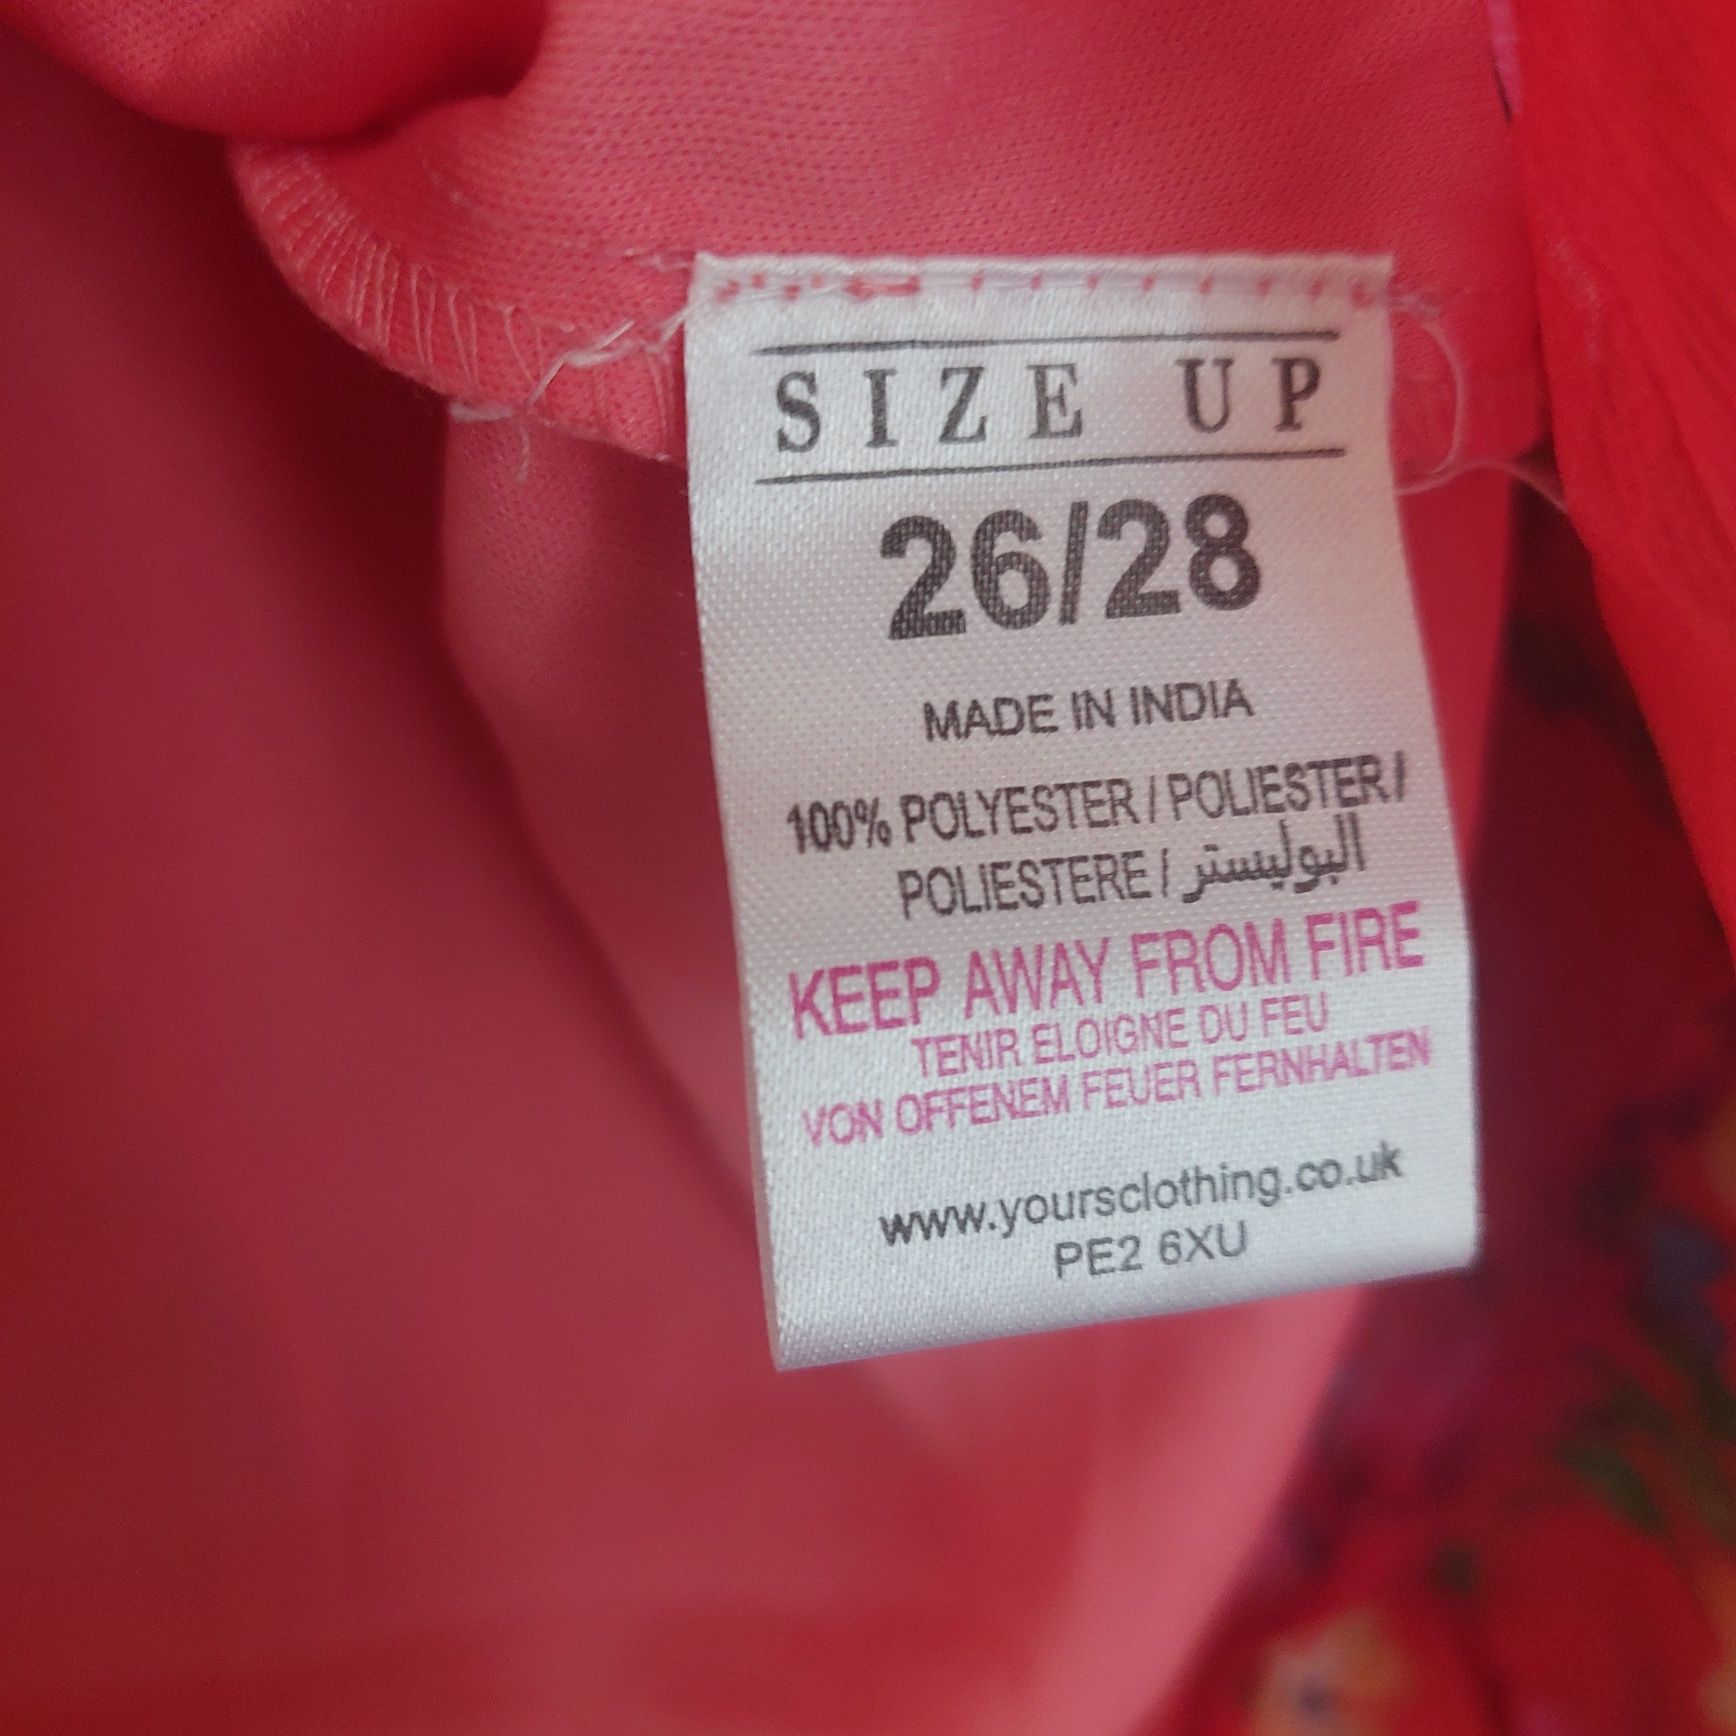 SIZE UP
26/28
MADE IN INDIA
100% POLYESTER / POLIESTER /
POLIESTERE / البوليستر
KEEP AWAY FROM FIRE
TENIR ELOIGNE DU FEU
VON OFFENEM FEUER FERNHALTEN
www.yoursclothing.co.uk
PE2 6XU